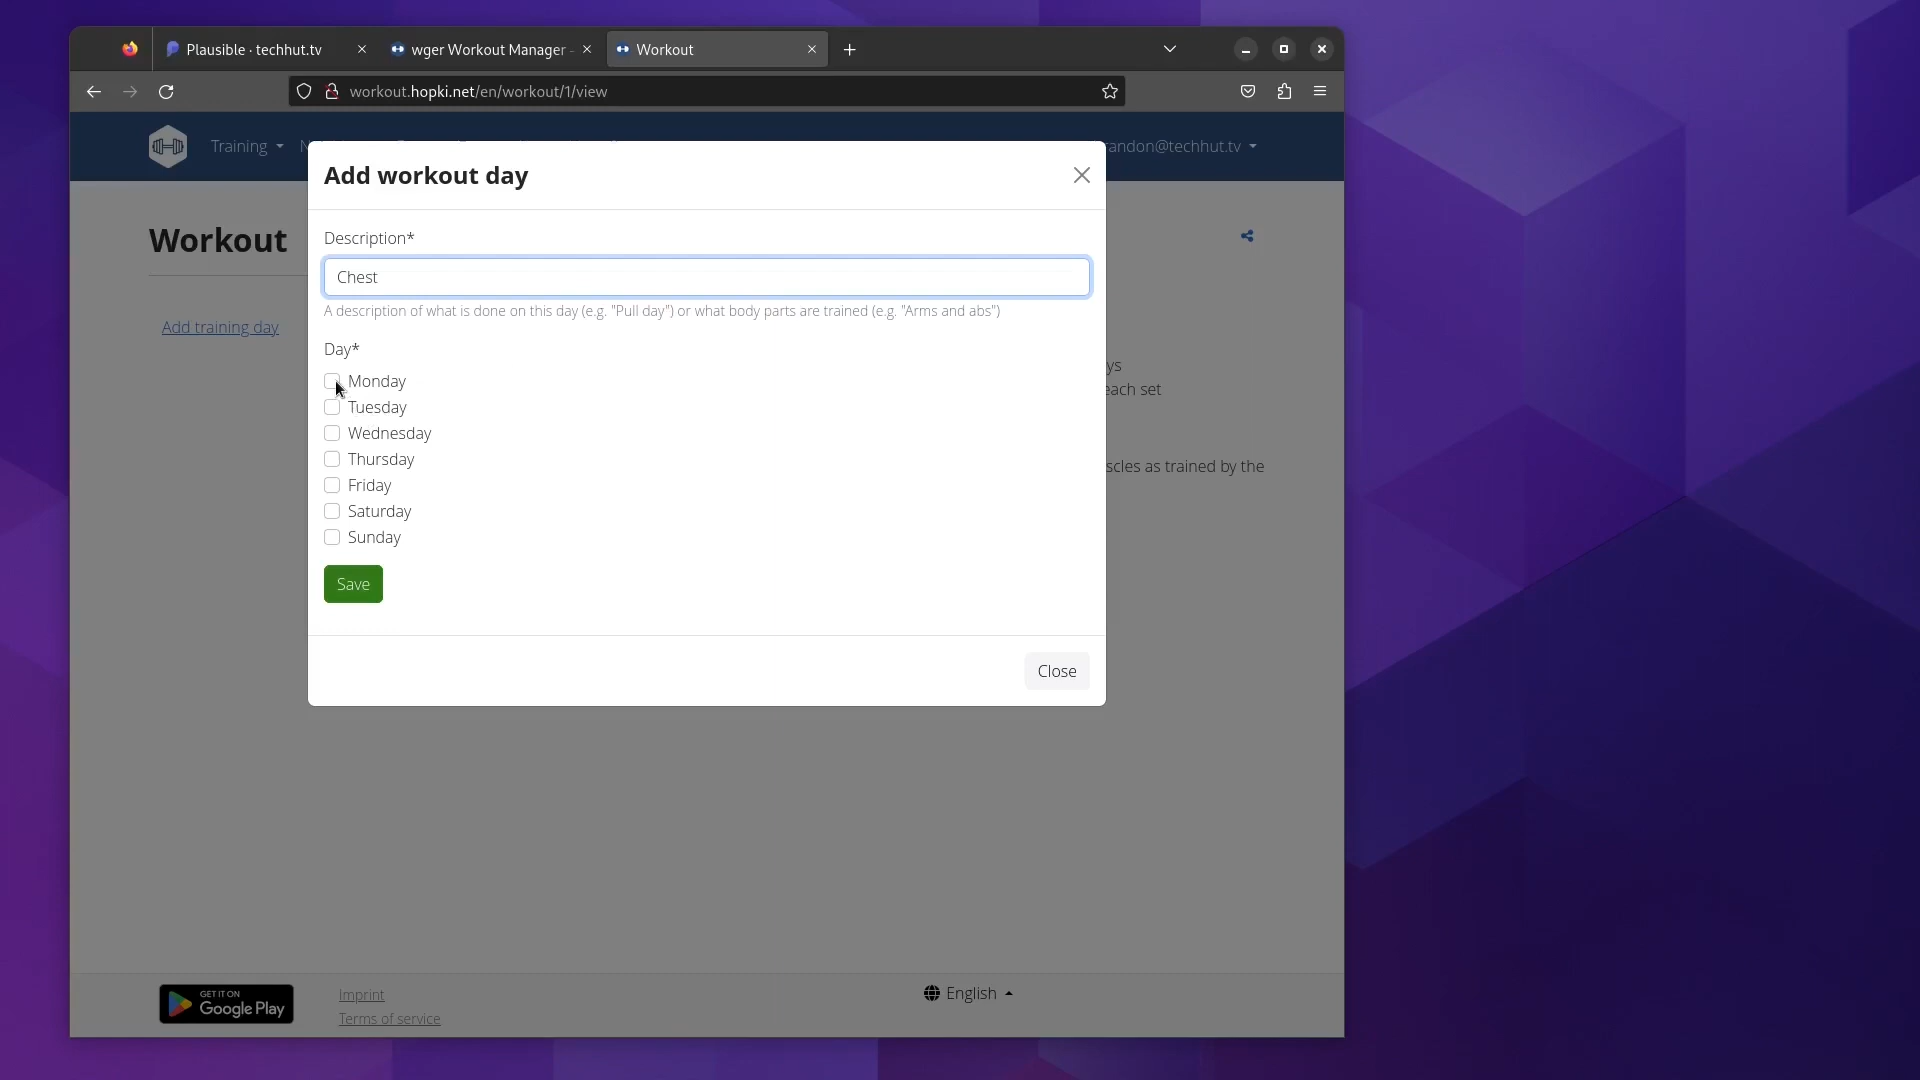 Plausible · techhut.tv
wger Workout Manager -
Workout
workout.hopki.net/en/workout/1/view
Training
randon@techhut.tv
Add workout day
Workout
Description*
Chest
A description of what is done on this day (e.g. "Pull day") or what body parts are trained (e.g. "Arms and abs")
Add training day
Day*
ys
Monday
each set
Tuesday
Wednesday
Thursday
scles as trained by the
Friday
Saturday
Sunday
Save
Close
GET IT ON
Google Play
Imprint
Terms of service
English